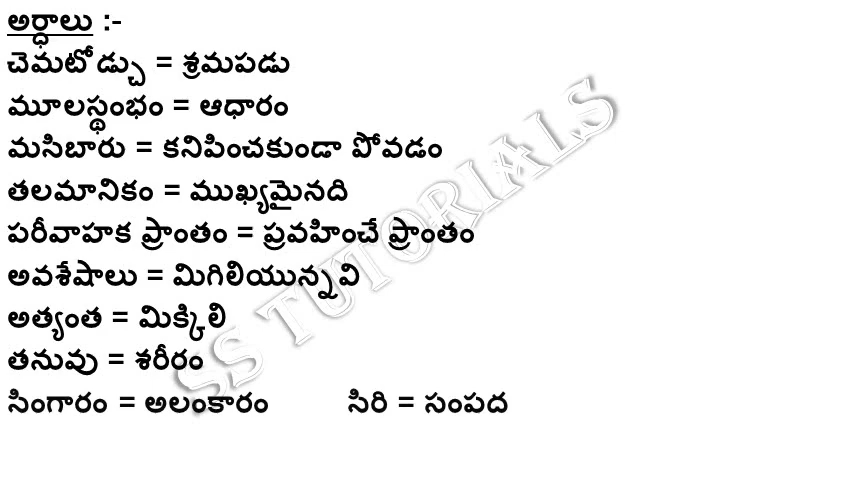 అర్ధాలు :-
చెమటోడ్చు = శ్రమపడు
మూలస్థంభం = ఆధారం
మసిబారు = కనిపించకుండా పోవడం
తలమానికం = ముఖ్యమైనది
పరీవాహక ప్రాంతం = ప్రవహించే ప్రాంతం
అవశేషాలు = మిగిలియున్నవి
అత్యంత = మిక్కిలి
తనువు = శరీరం
సింగారం = అలంకారం సిరి = సంపద
SS TUTORIALS